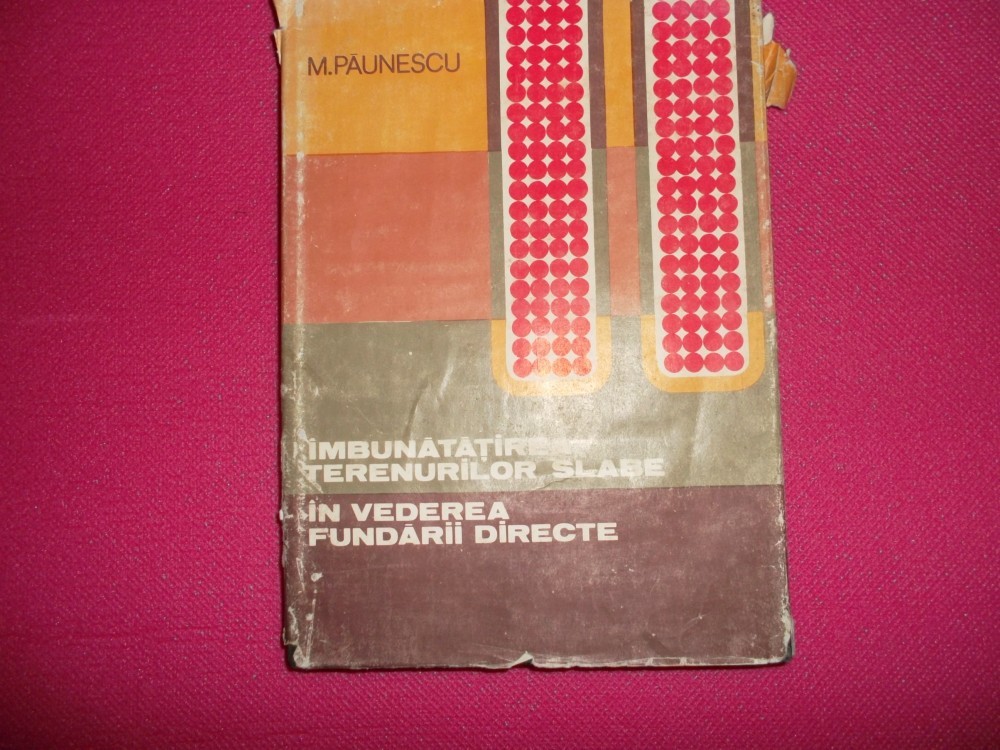 M.PĂUNESCU
ÎMBUNĂTĂȚIREA
TERENURILOR SLABE
ÎN VEDEREA
FUNDĂRII DIRECTE